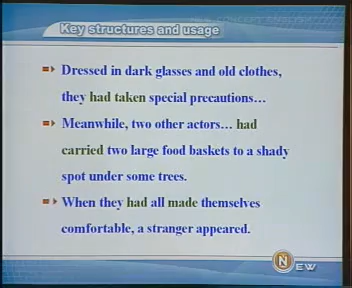 Key structures and usage
Dressed in dark glasses and old clothes,
they had taken special precautions…
Meanwhile, two other actors… had
carried two large food baskets to a shady
spot under some trees.
When they had all made themselves
comfortable, a stranger appeared.
NEW